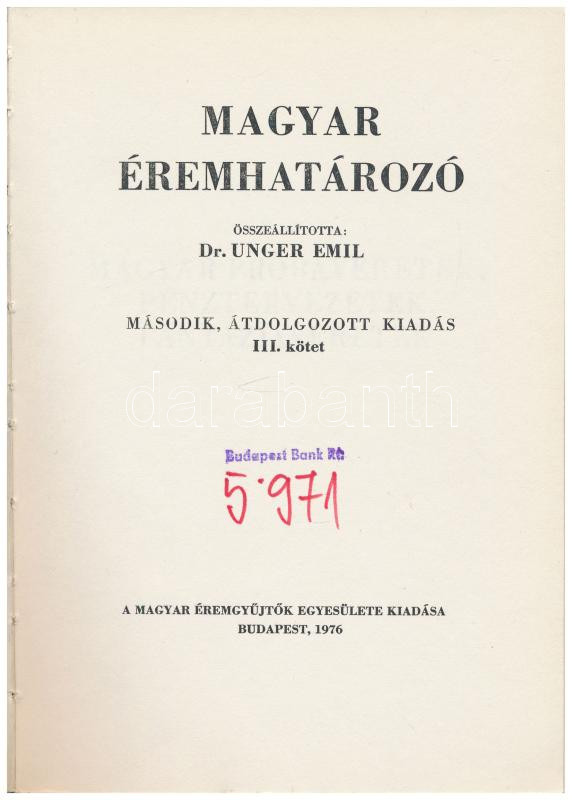 MAGYAR
ÉREMHATÁROZÓ
ÖSSZEÁLLÍTOTTA:
Dr. UNGER EMIL
MÁSODIK, ÁTDOLGOZOTT KIADÁS
III. kötet
darabanth
Budapest Bank Rt
5.971
A MAGYAR ÉREMGYŰJTŐK EGYESÜLETE KIADÁSA
BUDAPEST, 1976